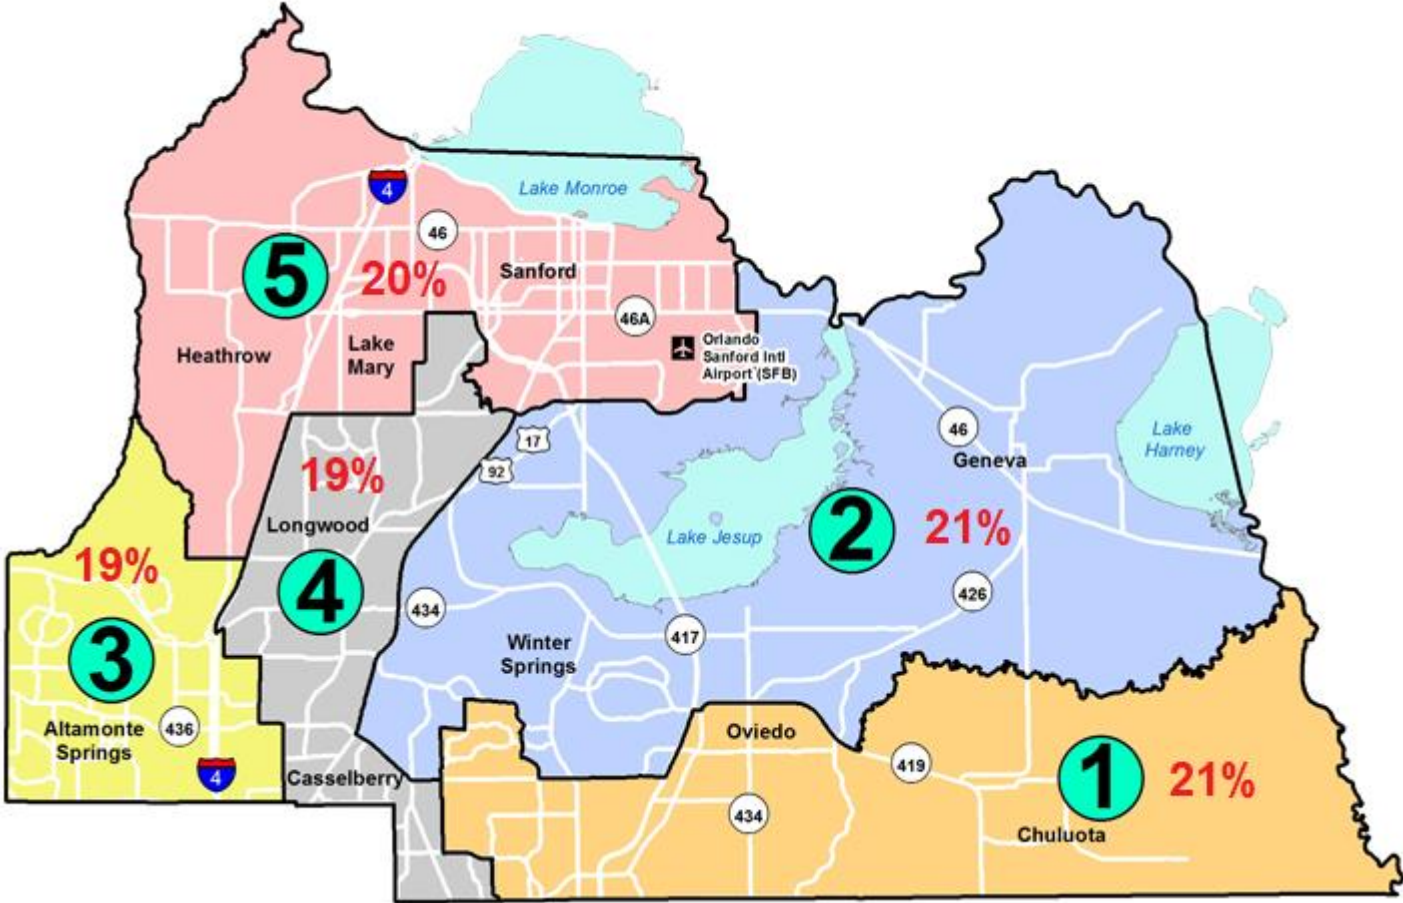 Lake Monroe
4
46
5
20%
Sanford
46A
Heathrow
Lake
Mary
Orlando
Sanford Intl
Airport (SFB)
17
92
46
Geneva
Lake
Harney
19%
Longwood
4
2
21%
Lake Jesup
19%
3
434
426
417
Winter
Springs
Altamonte
Springs
436
4
Casselberry
Oviedo
419
434
1
21%
Chuluota